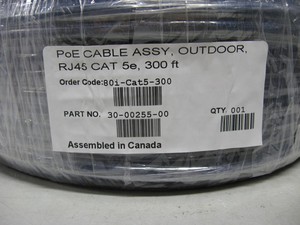 PoE CABLE ASSY, OUTDOOR,
RJ45 CAT 5e, 300 ft
Order Code:80i-Cat5-300
PART NO. 30-00255-00 QTY. 001
Assembled in Canada